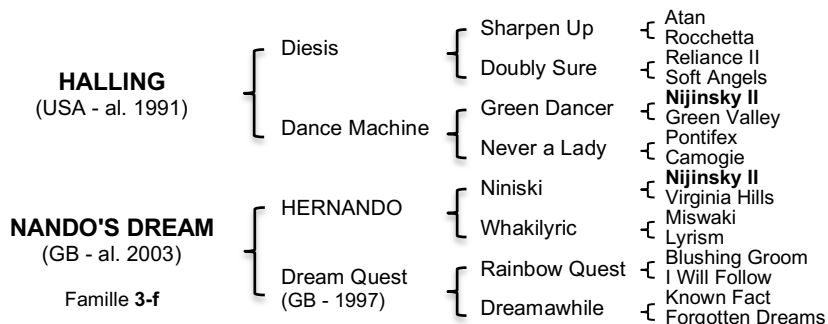 HALLING
(USA - al. 1991)
Diesis
Dance Machine
Sharpen Up
Doubly Sure
Green Dancer
Never a Lady
Atan
Rocchetta
Reliance II
Soft Angels
Nijinsky II
Green Valley
Pontifex
Camogie
NANDO'S DREAM
(GB - al. 2003)
Famille 3-f
HERNANDO
Dream Quest
(GB - 1997)
Niniski
Whakilyric
Rainbow Quest
Dreamawhile
Nijinsky II
Virginia Hills
Miswaki
Lyrism
Blushing Groom
I Will Follow
Known Fact
Forgotten Dreams